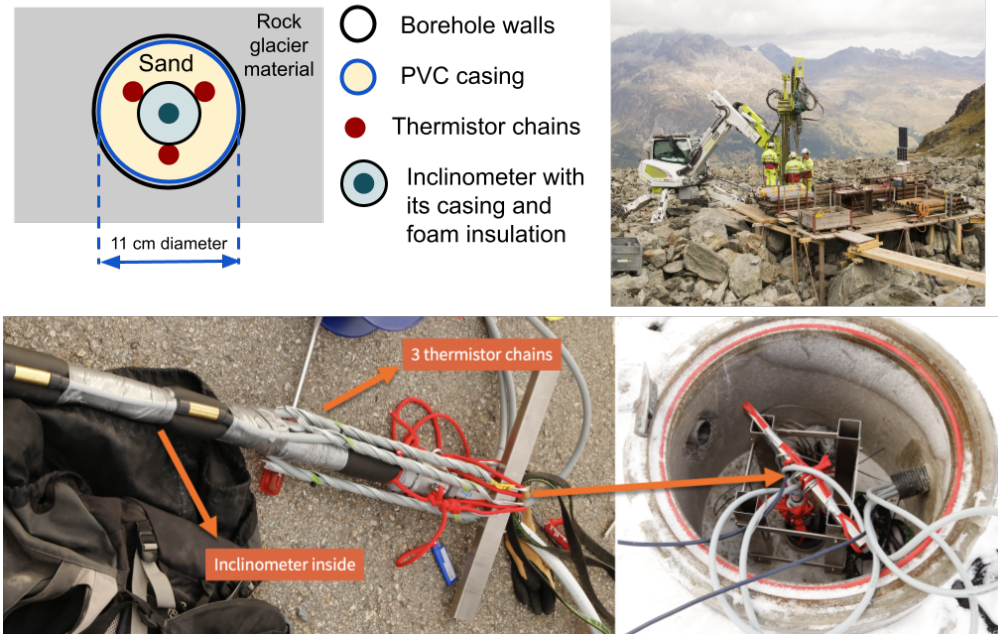 Rock
glacier
material
Sand
11 cm diameter
Borehole walls
PVC casing
Thermistor chains
Inclinometer with
its casing and
foam insulation
3 thermistor chains
Inclinometer inside